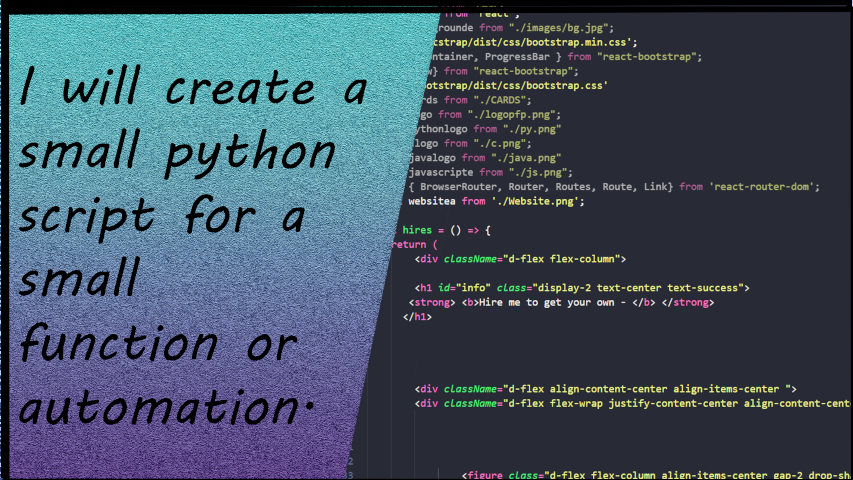 I will create a
small python
script for a
small
function or
automation.
from "react";
grounde from "./images/bg.jpg";
tstrap/dist/css/bootstrap.min.css';
ontainer, ProgressBar } from "react-bootstrap";
} from "react-bootstrap";
ootstrap/dist/css/bootstrap.css'
rds from "./CARDS";
go from "./logopfp.png"
ythonlogo from "./py.png"
logo from "./c.png";
javalogo from "./java.png"
javascripte from "./js.png";
{ BrowserRouter, Router, Routes, Route, Link} from 'react-router-dom';
websitea from './Website.png';
hires = () => {
return (
<div className="d-flex flex-column">
<h1 id="info" class="display-2 text-center text-success">
<strong> <b>Hire me to get your own - </b> </strong>
</h1>
<div className="d-flex align-content-center align-items-center ">
<div className="d-flex flex-wrap justify-content-center align-content-cent
<figure class="d-flex flex-column align-items-center gap-2 drop-sh